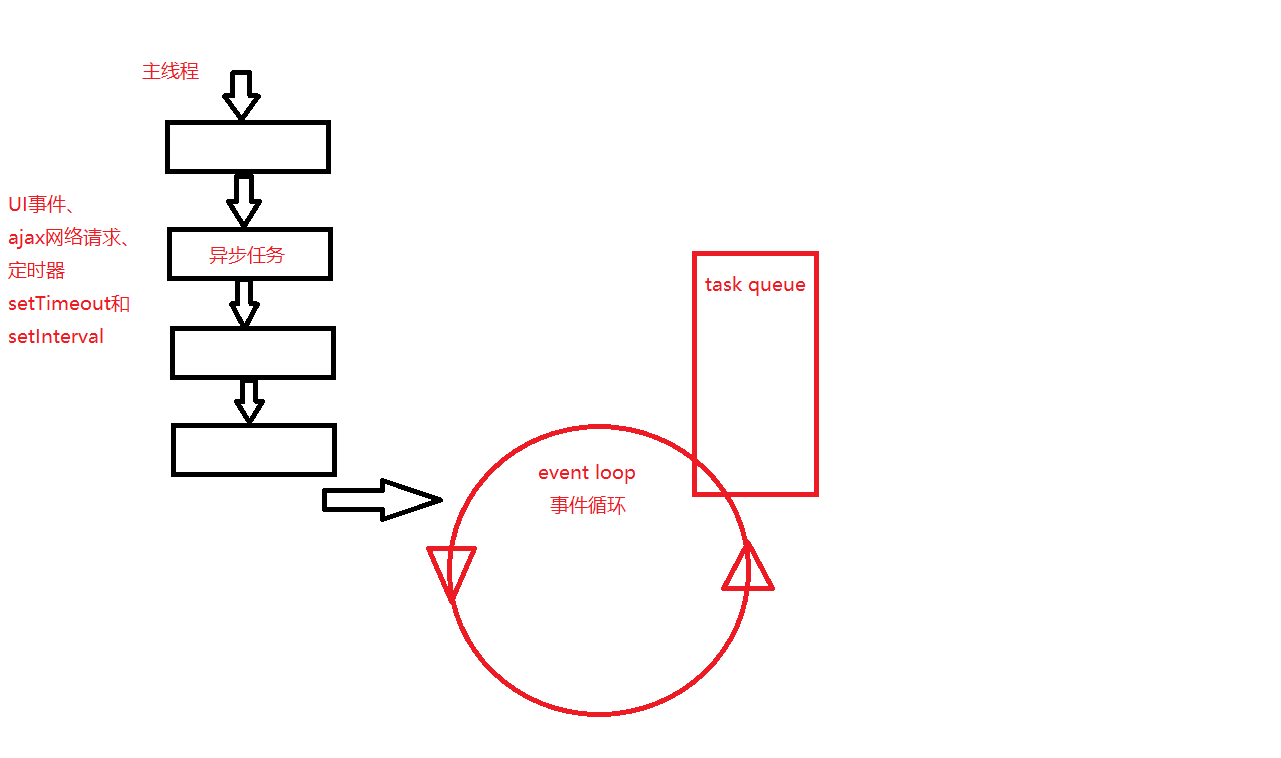 主线程
UI事件、
ajax网络请求、
定时器
setTimeout和
setInterval
异步任务
task queue
event loop
事件循环